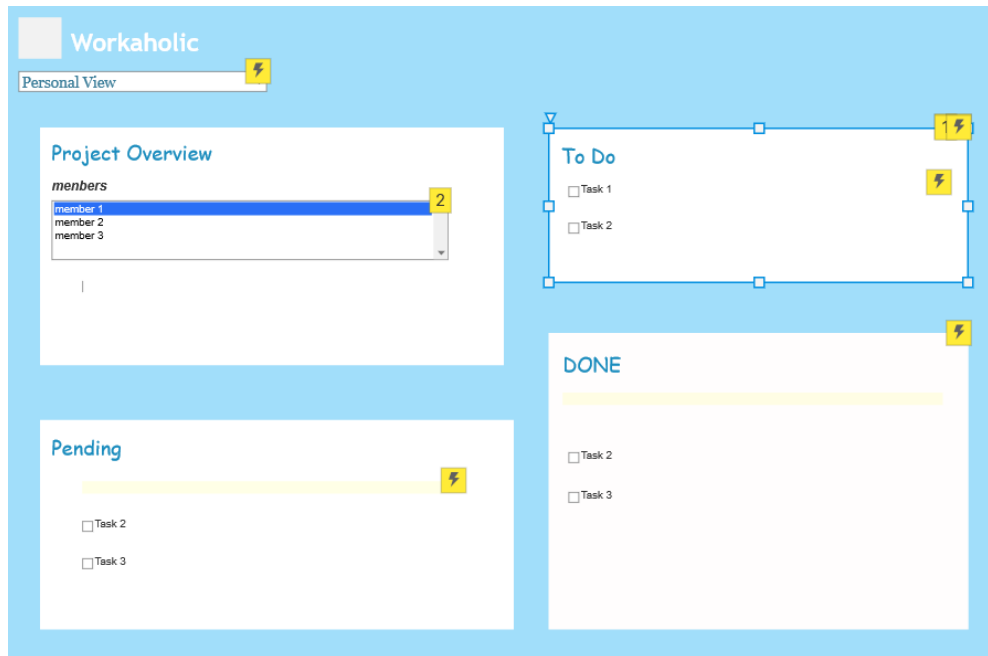 Workaholic
Personal View
Project Overview
menbers
member 1
member 2
member 3
2
To Do
1
Task 1
Task 2
DONE
Task 2
Task 3
Pending
Task 2
Task 3